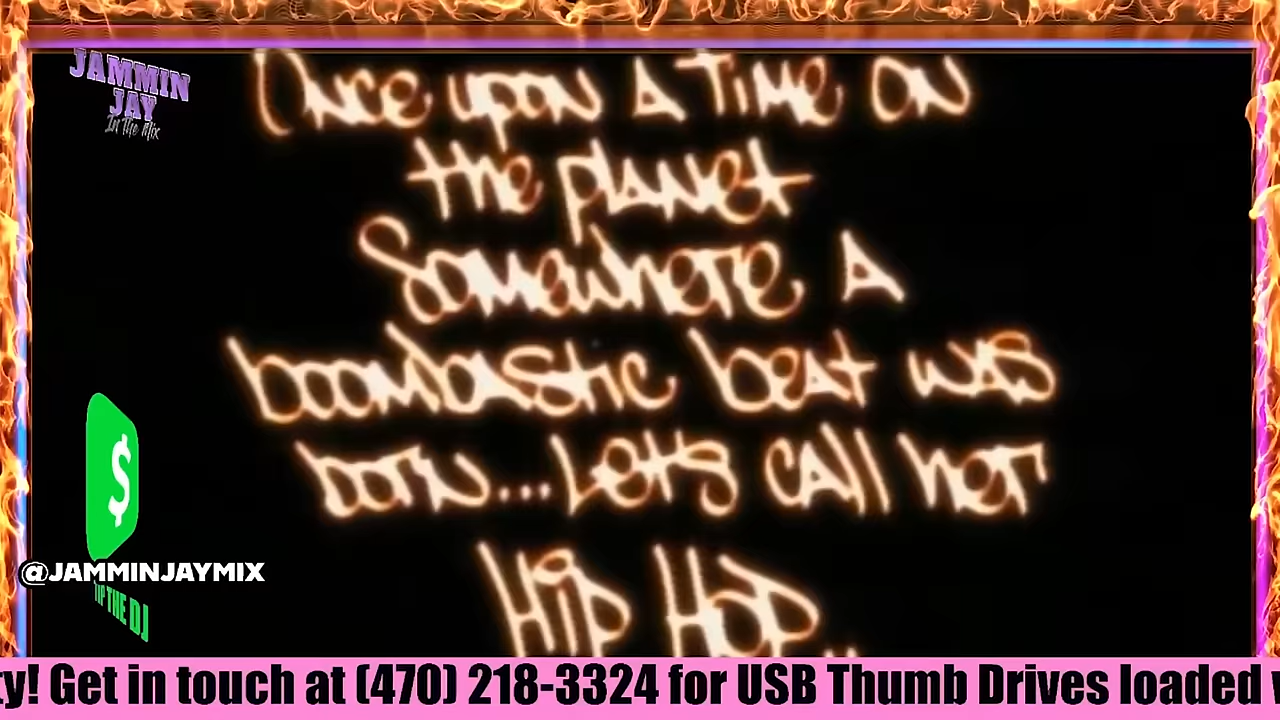 JAMMIN
JAY
In the Mix
Once upon a time on
the planet
Somewhere a
boombastic beat was
born...Lets call her
Hip Hop..
$
@JAMMINJAYMIX
TIP THE DJ
ty! Get in touch at (470) 218-3324 for USB Thumb Drives loaded